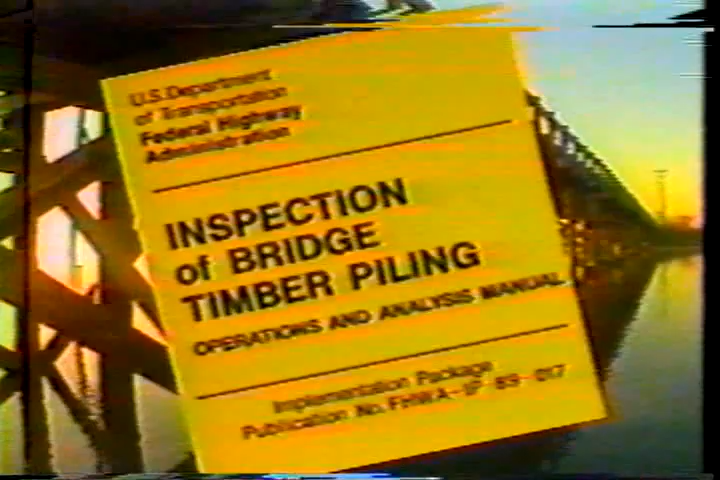 U.S. Department
of Transportation
Federal Highway
Administration
INSPECTION
of BRIDGE
TIMBER PILING
OPERATIONS AND ANALYSIS MANUAL
Implementation Package
Publication No. FHWA-IP 89-017